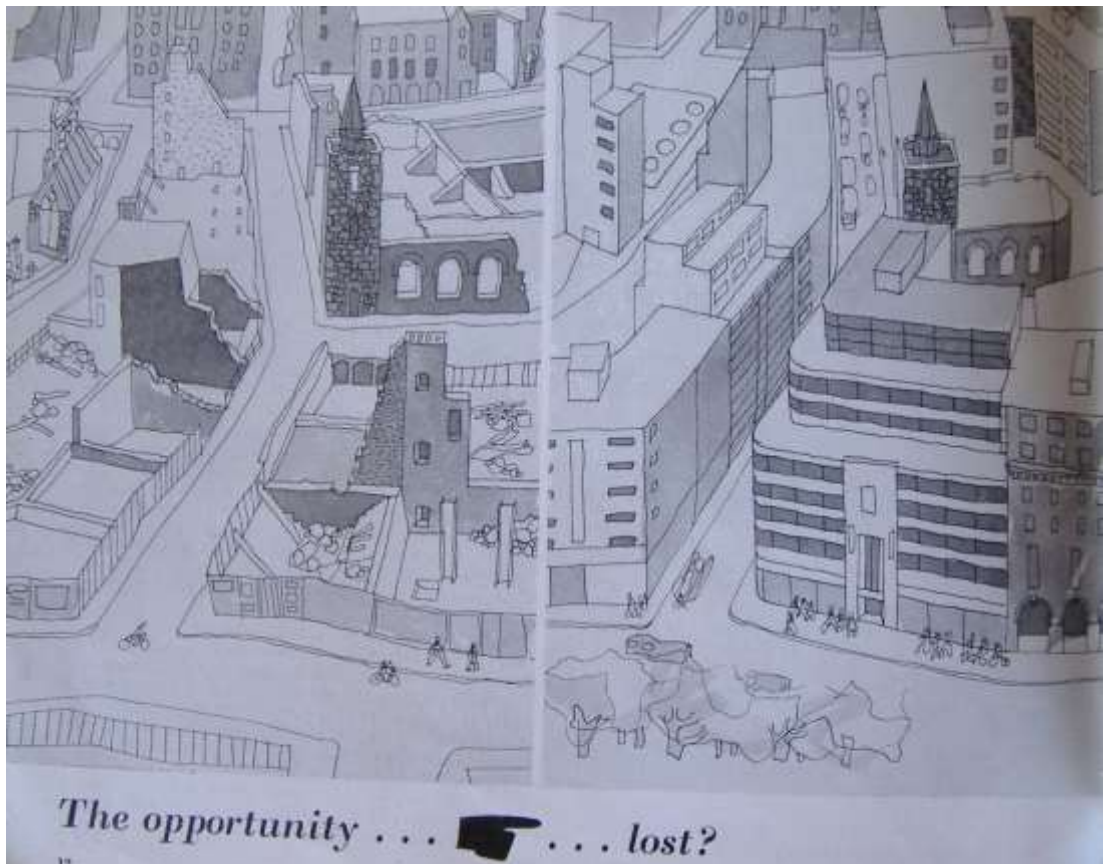 The opportunity . . . . . . lost?